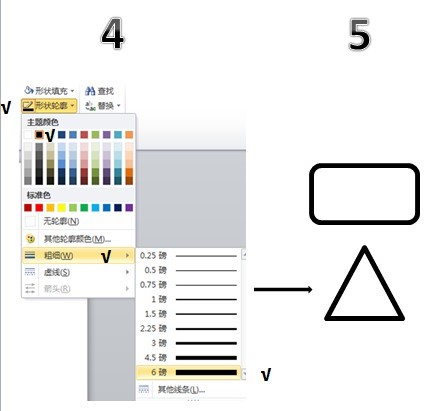 4
5
形状填充
查找
√ 形状轮廓
替换
主题颜色
√
标准色
无轮廓(N)
其他轮廓颜色(M)...
粗细(W) √
虚线(S)
箭头(R)
0.25 磅
0.5 磅
0.75 磅
1 磅
1.5 磅
2.25 磅
3 磅
4.5 磅
6 磅 √
其他线条(L)...